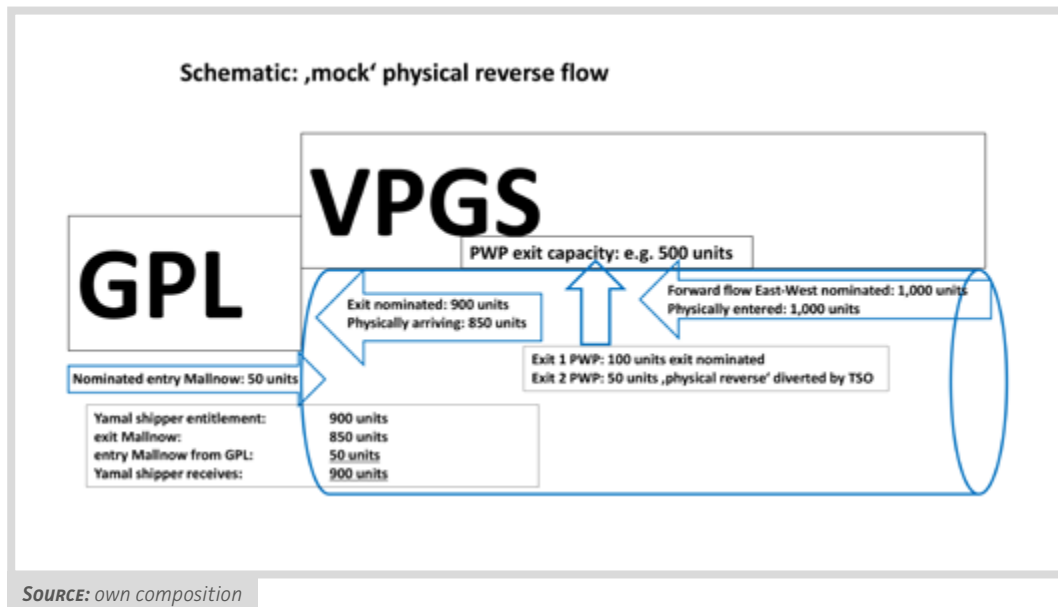 Schematic: ‚mock‘ physical reverse flow
VPGS
GPL
PWP exit capacity: e.g. 500 units
Exit nominated: 900 units
Physically arriving: 850 units
Forward flow East-West nominated: 1,000 units
Physically entered: 1,000 units
Exit 1 PWP: 100 units exit nominated
Exit 2 PWP: 50 units ‚physical reverse‘ diverted by TSO
Nominated entry Mallnow: 50 units
Yamal shipper entitlement: 900 units
exit Mallnow: 850 units
entry Mallnow from GPL: 50 units
Yamal shipper receives: 900 units
SOURCE: own composition